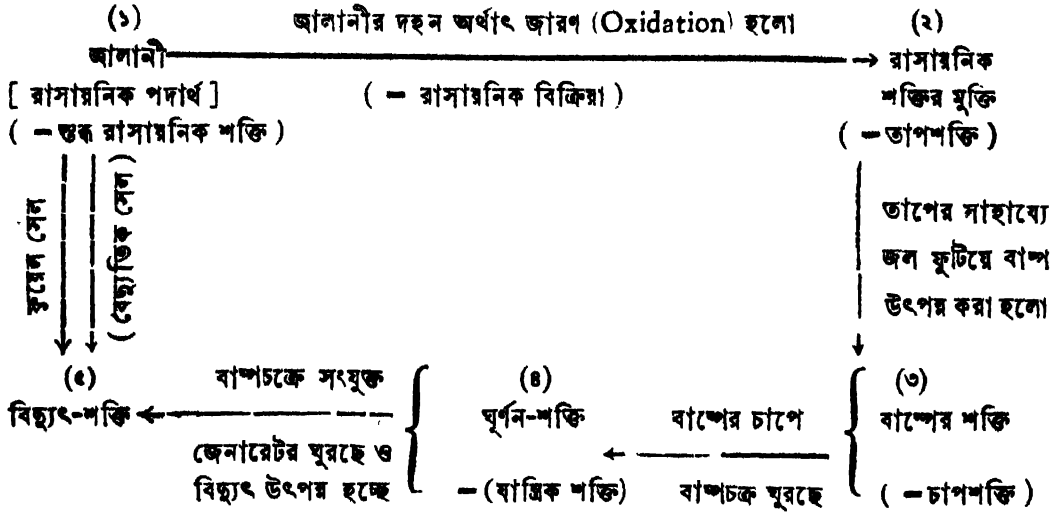 (১)
জালানীর দহন অর্থাৎ জারণ (Oxidation) হলো
(২)
জালানী
রাসায়নিক
[ রাসায়নিক পদার্থ ]
( = রাসায়নিক বিক্রিয়া )
শক্তির মুক্তি
( = শুদ্ধ রাসায়নিক শক্তি )
( = তাপশক্তি )
ফুয়েল সেল
( বৈদ্যুতিক সেল )
তাপের সাহায্যে
জল ফুটিয়ে বাষ্প
উৎপন্ন করা হলো
(৫)
বিদ্যুৎ-শক্তি
বাষ্পচক্রে সংযুক্ত
জেনারেটর ঘুরছে ও
বিদ্যুৎ উৎপন্ন হচ্ছে
(৪)
ঘূর্ণন-শক্তি
= (যান্ত্রিক শক্তি)
বাষ্পের চাপে
বাষ্পচক্র ঘুরছে
(৩)
বাষ্পের শক্তি
( = চাপশক্তি )